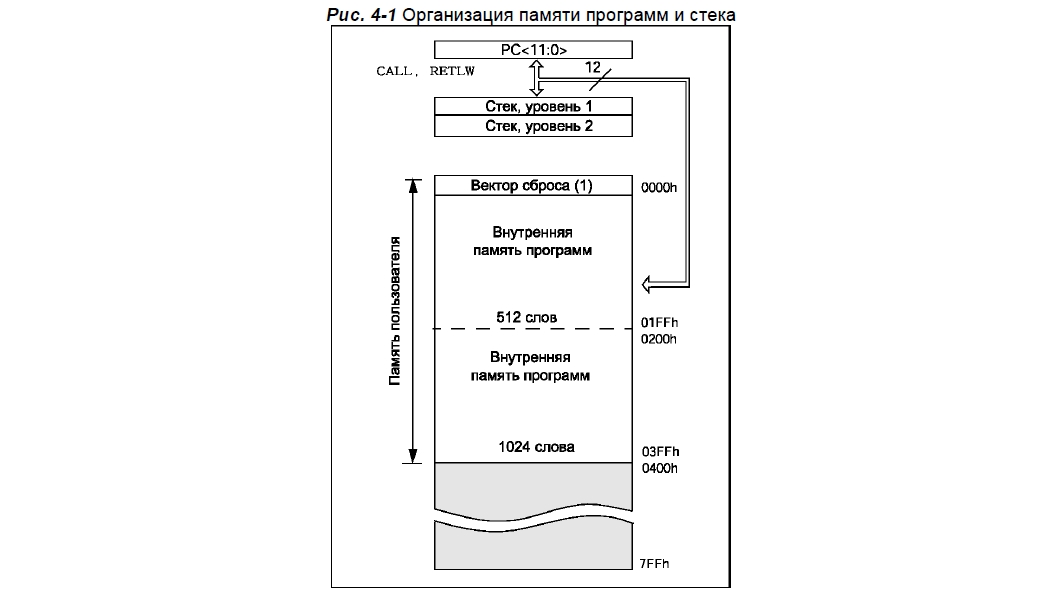 Рис. 4-1 Организация памяти программ и стека
PC<11:0>
CALL, RETLW
12
Стек, уровень 1
Стек, уровень 2
Вектор сброса (1)
0000h
Память пользователя
Внутренняя
память программ
512 слов
01FFh
0200h
Внутренняя
память программ
1024 слова
03FFh
0400h
7FFh